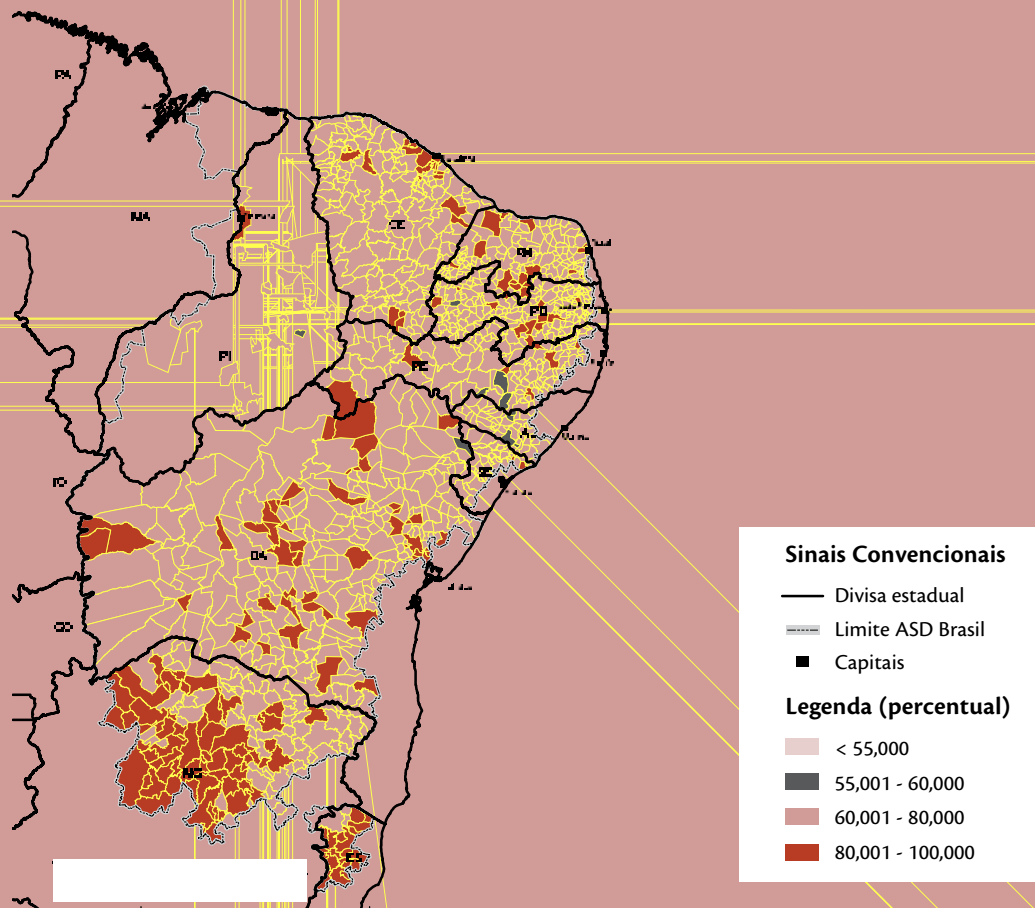 PA
MA
CE
RN
PB
PI
PE
AL
SE
TO
BA
GO
MG
ES
Sinais Convencionais
Divisa estadual
Limite ASD Brasil
Capitais
Legenda (percentual)
< 55,000
55,001 - 60,000
60,001 - 80,000
80,001 - 100,000